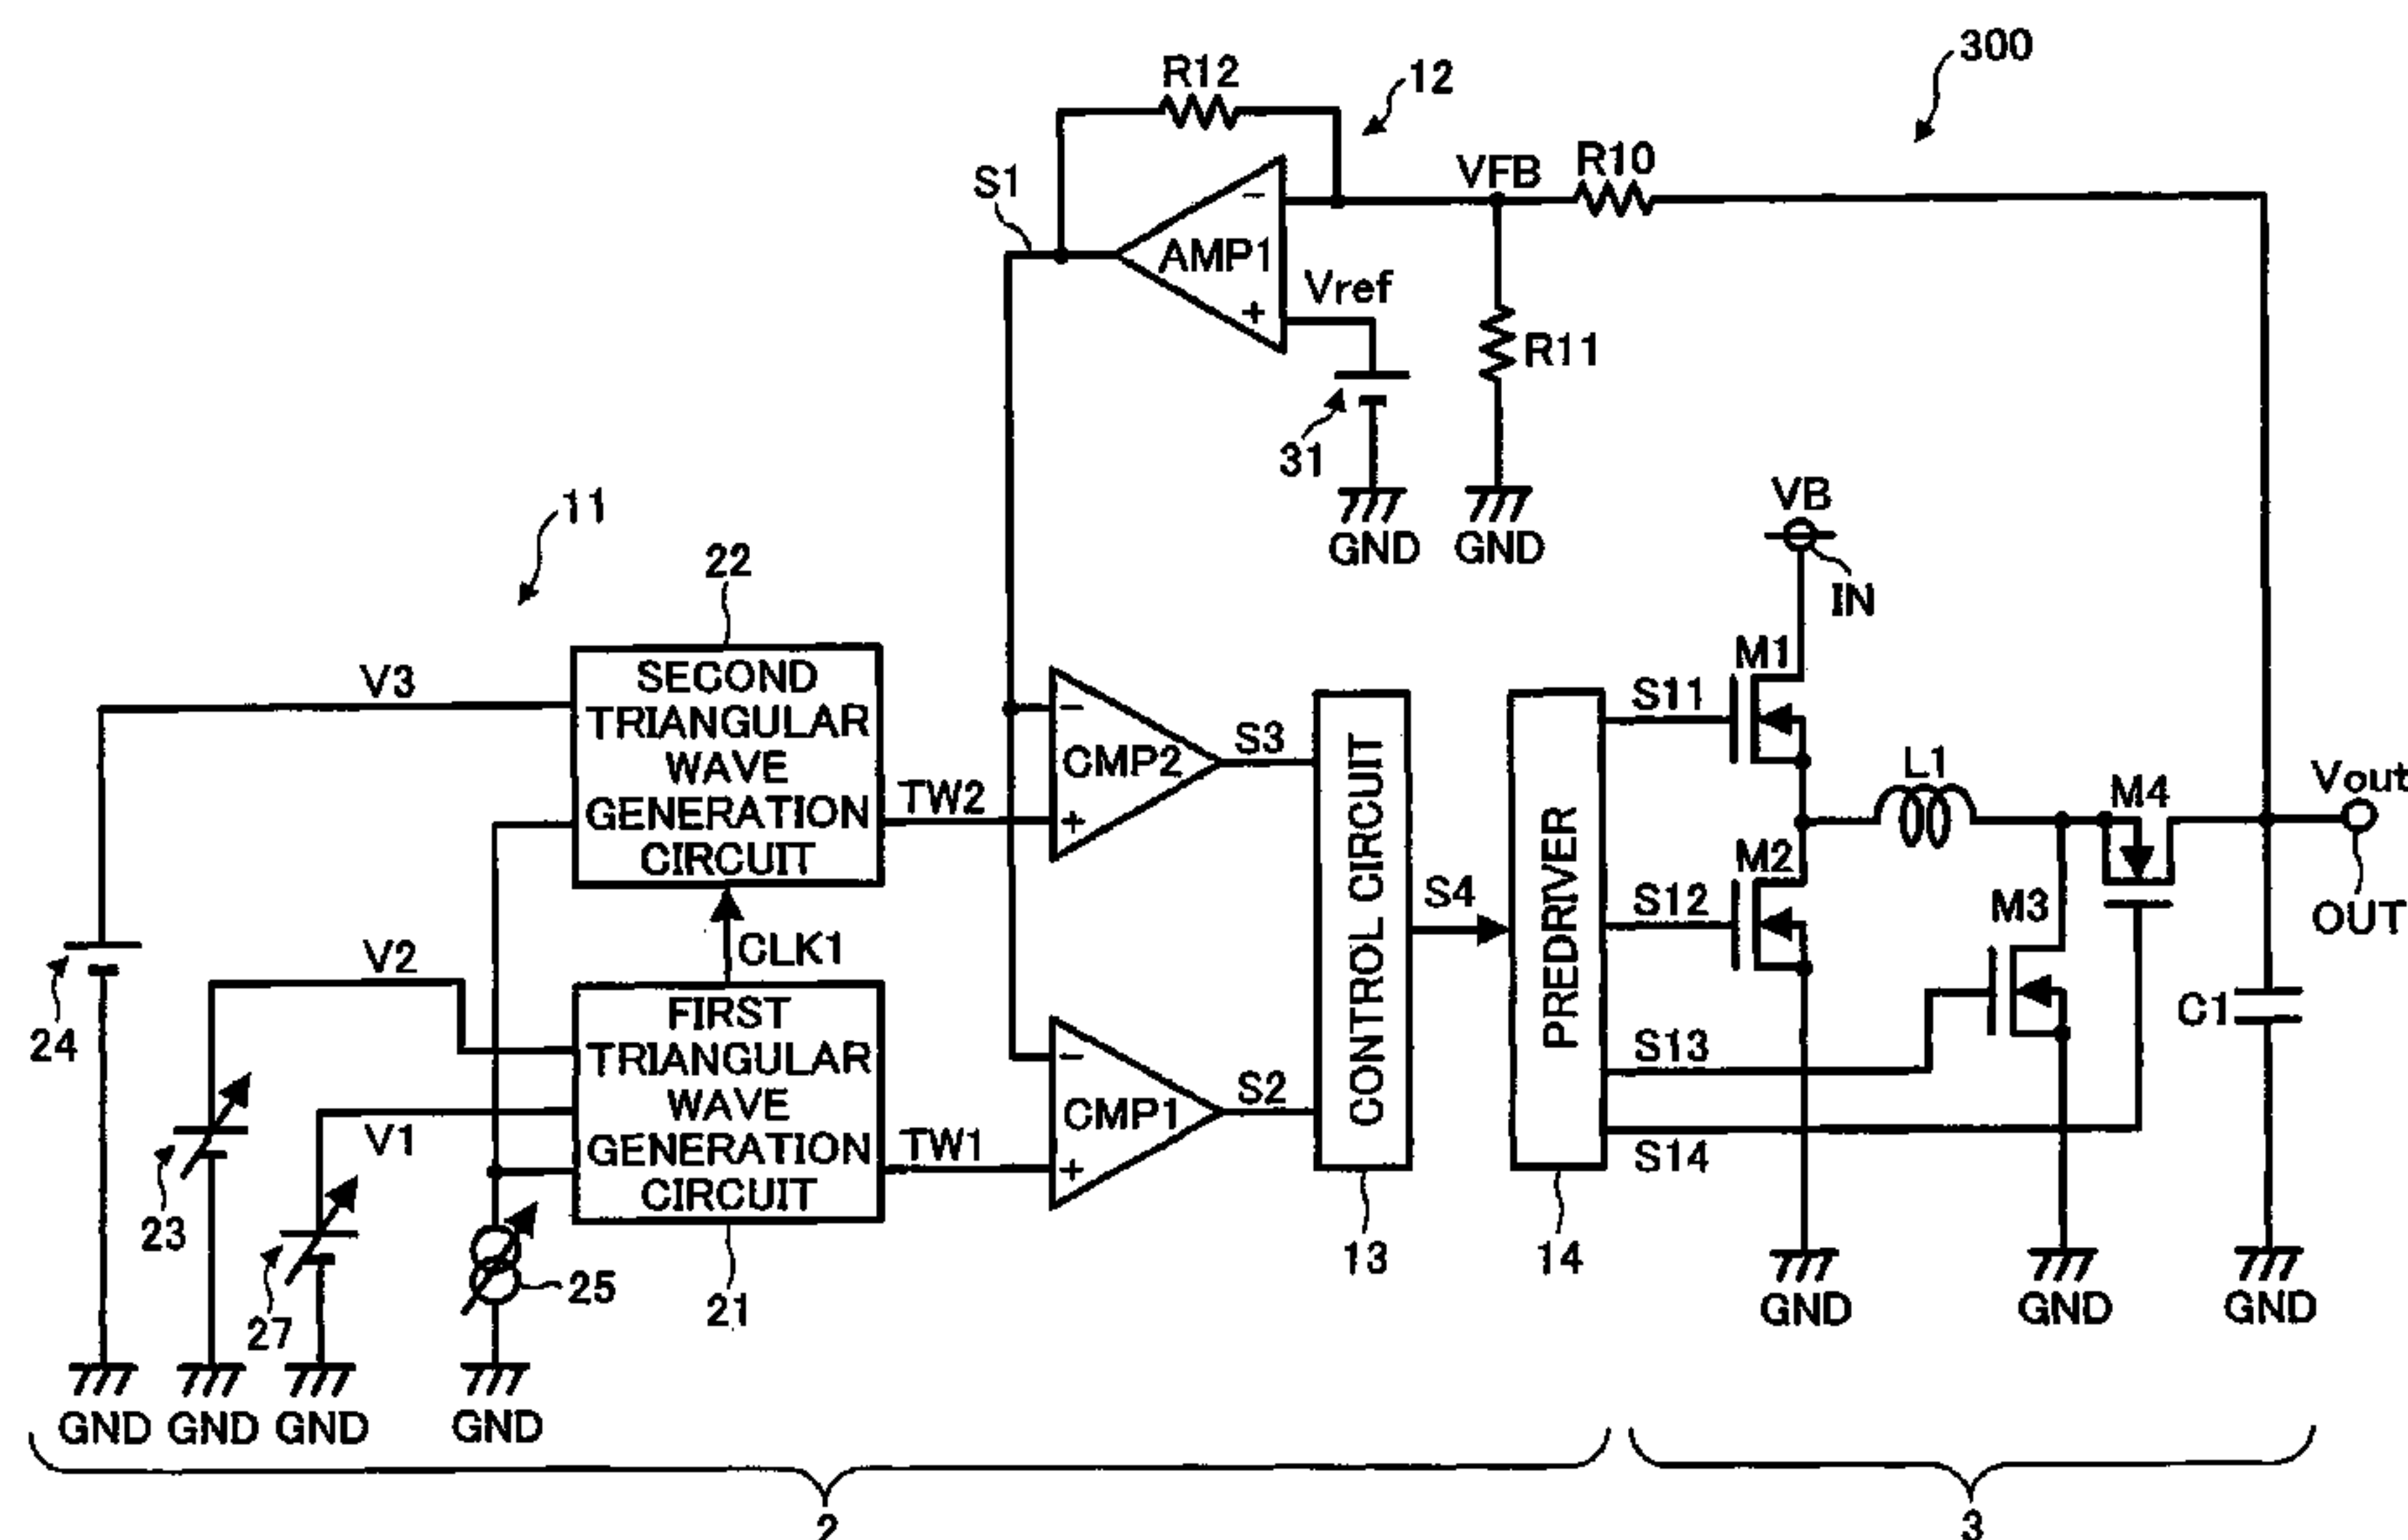 300
R12
12
S1
VFB
R10
AMP1
−
+
Vref
R11
31
GND
GND
VB
IN
11
22
V3
SECOND
TRIANGULAR
WAVE
GENERATION
CIRCUIT
TW2
−
CMP2
+
S3
CLK1
24
V2
23
V1
27
FIRST
TRIANGULAR
WAVE
GENERATION
CIRCUIT
TW1
−
CMP1
+
S2
25
21
CONTROL CIRCUIT
13
S4
PREDRIVER
14
S11
M1
S12
M2
S13
S14
L1
M3
M4
Vout
OUT
C1
GND
GND
GND
GND
GND
GND
GND
2
3